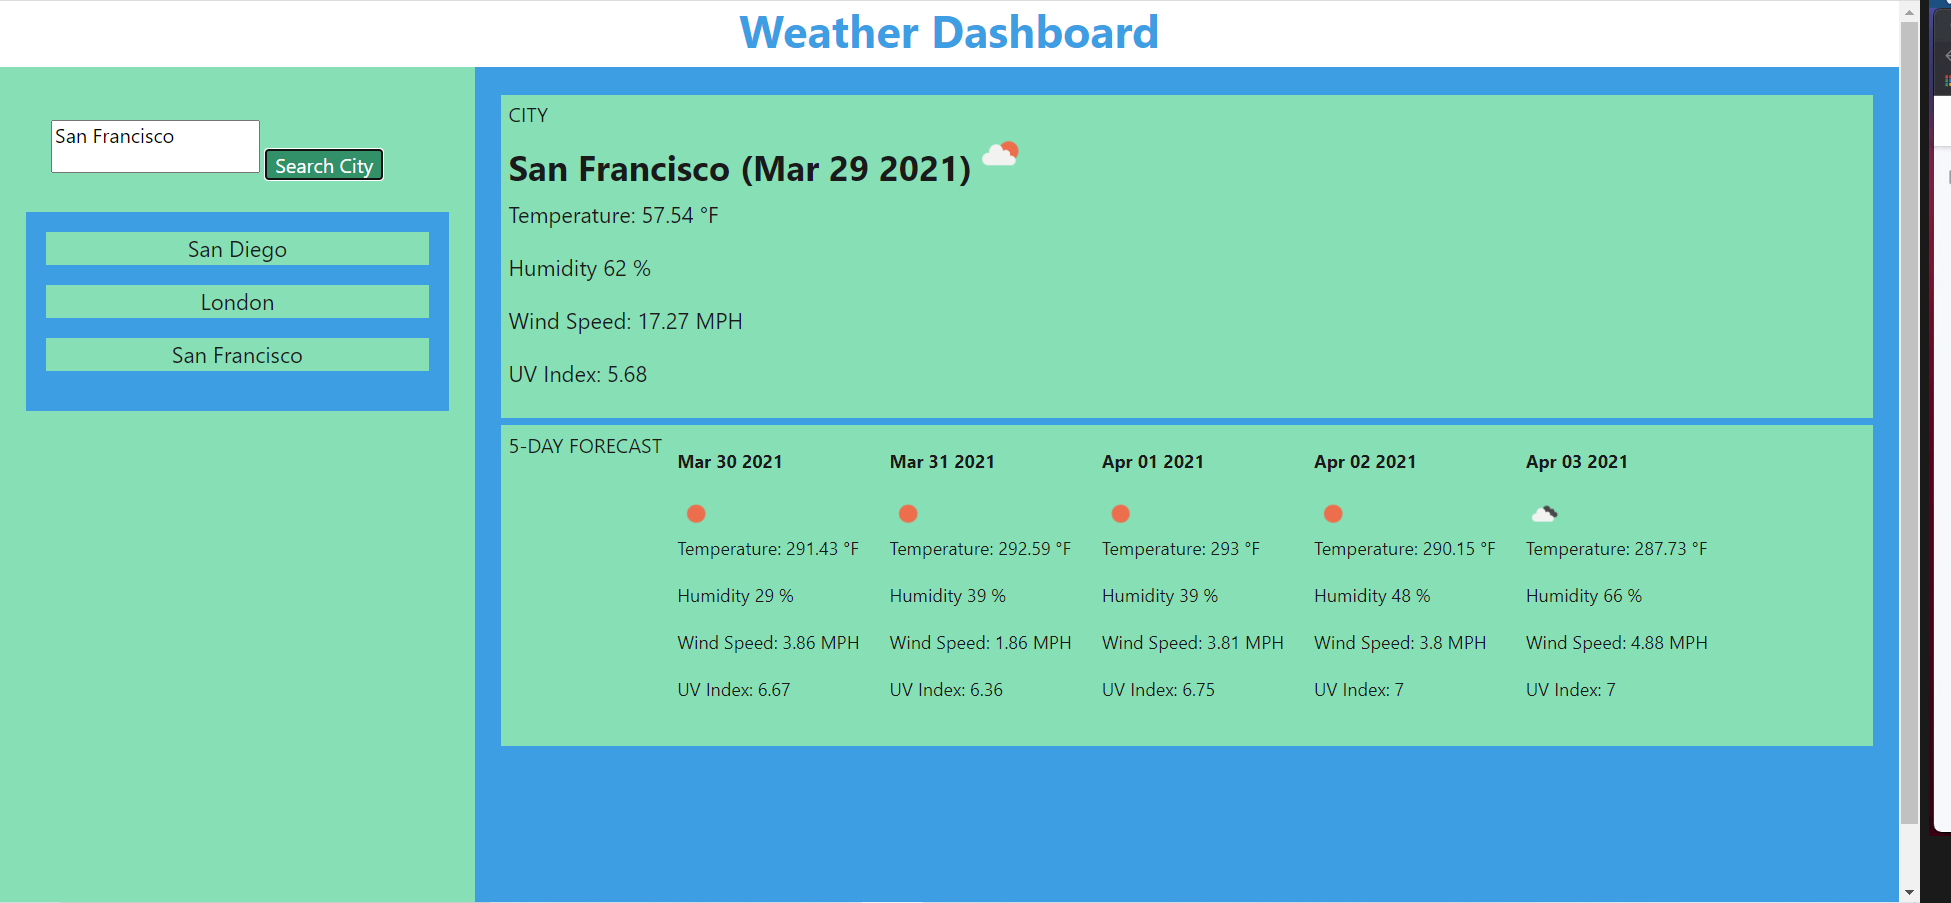 Weather Dashboard
San Francisco
Search City
San Diego
London
San Francisco
CITY
San Francisco (Mar 29 2021)
Temperature: 57.54 °F
Humidity 62 %
Wind Speed: 17.27 MPH
UV Index: 5.68
5-DAY FORECAST
Mar 30 2021
Temperature: 291.43 °F
Humidity 29 %
Wind Speed: 3.86 MPH
UV Index: 6.67
Mar 31 2021
Temperature: 292.59 °F
Humidity 39 %
Wind Speed: 1.86 MPH
UV Index: 6.36
Apr 01 2021
Temperature: 293 °F
Humidity 39 %
Wind Speed: 3.81 MPH
UV Index: 6.75
Apr 02 2021
Temperature: 290.15 °F
Humidity 48 %
Wind Speed: 3.8 MPH
UV Index: 7
Apr 03 2021
Temperature: 287.73 °F
Humidity 66 %
Wind Speed: 4.88 MPH
UV Index: 7